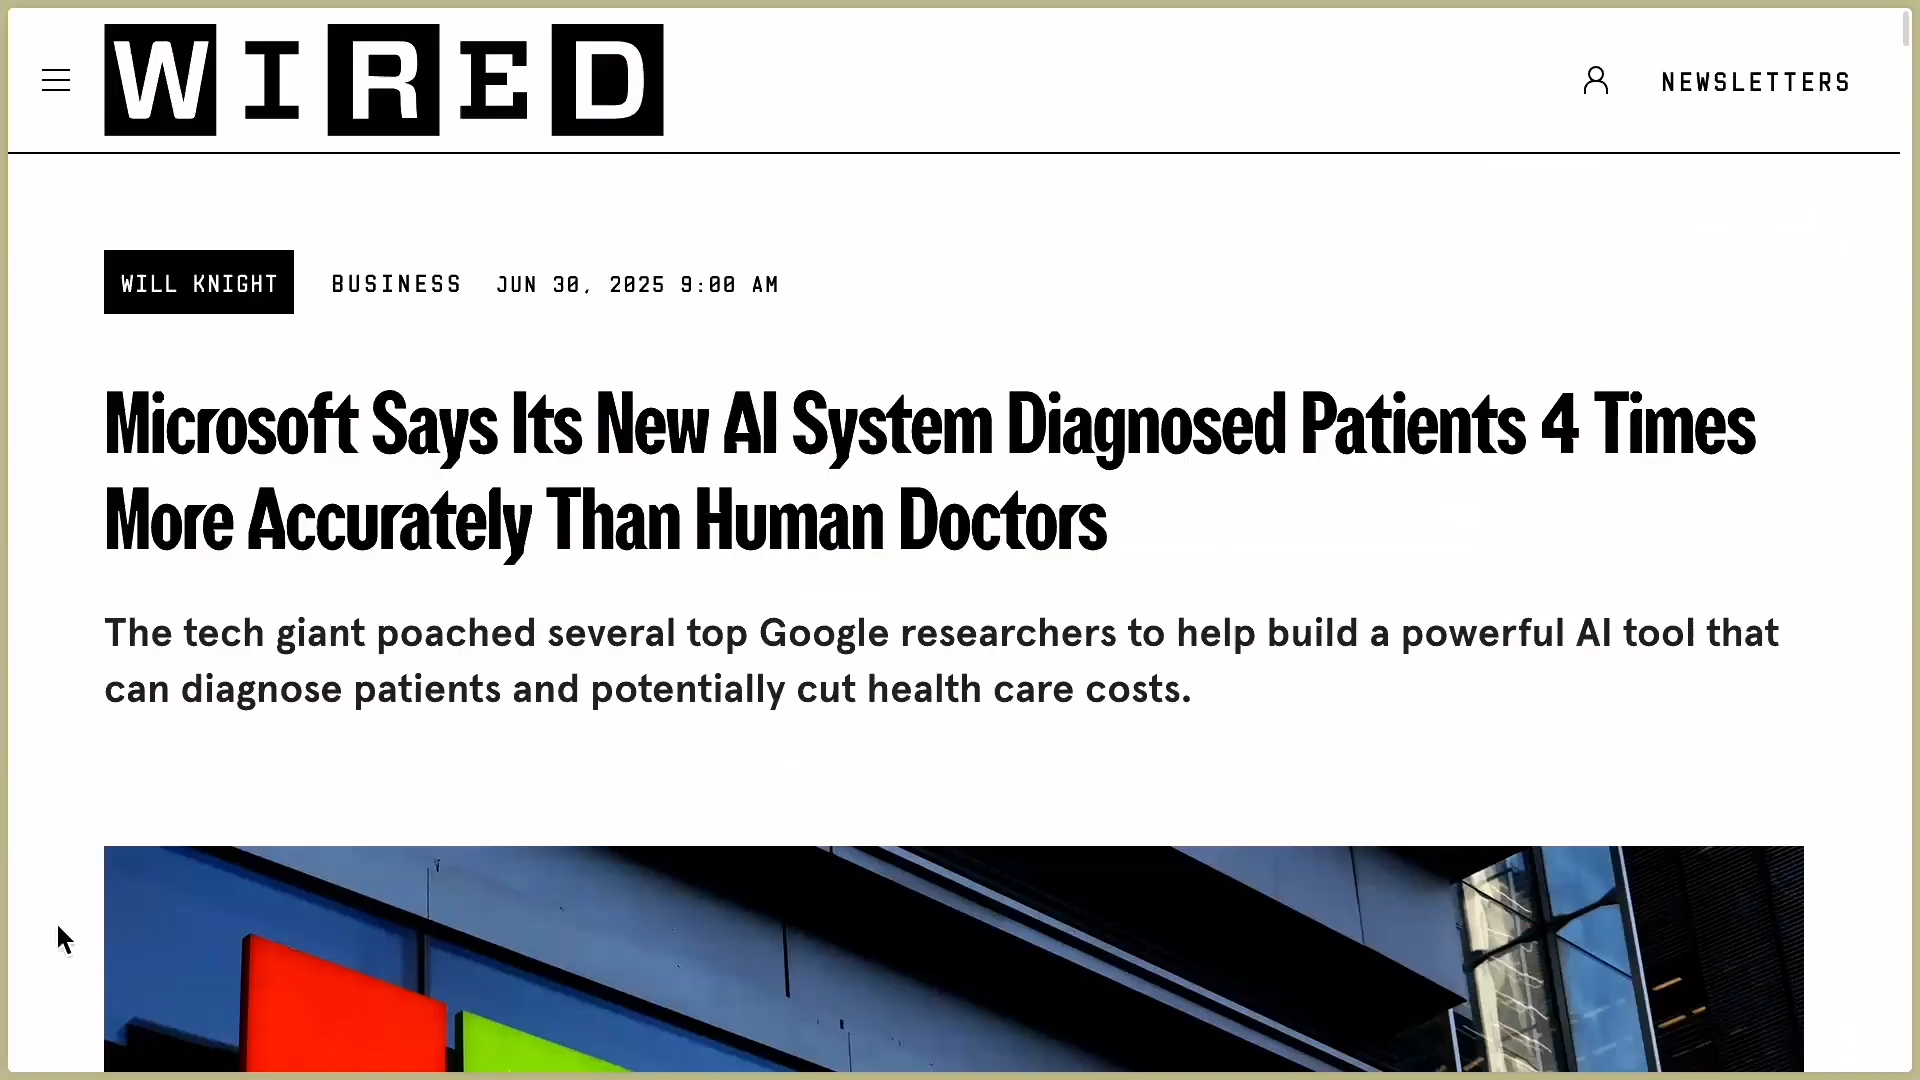 WIRED
NEWSLETTERS
WILL KNIGHT BUSINESS JUN 30, 2025 9:00 AM
Microsoft Says Its New AI System Diagnosed Patients 4 Times
More Accurately Than Human Doctors
The tech giant poached several top Google researchers to help build a powerful AI tool that
can diagnose patients and potentially cut health care costs.